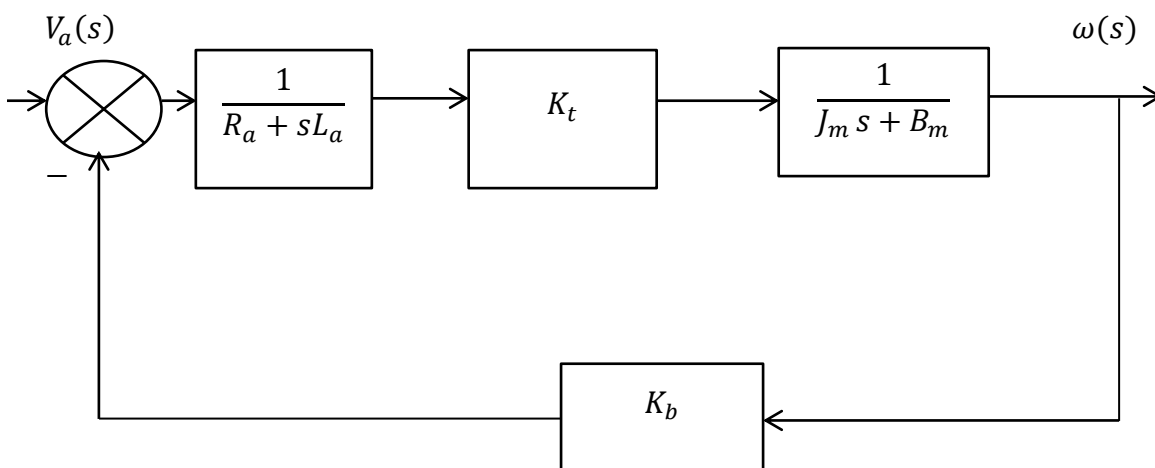 V_a(s)
ω(s)
1
R_a + sL_a
K_t
1
J_m s + B_m
−
K_b